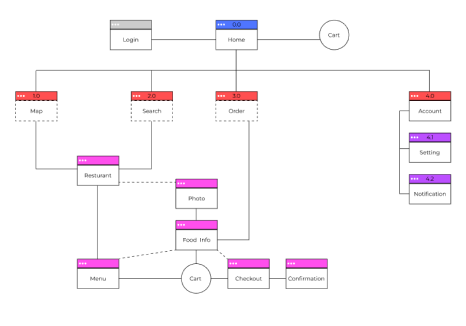 0.0
Login
Home
Cart
1.0
2.0
3.0
4.0
Map
Search
Order
Account
4.1
Setting
Resturant
4.2
Photo
Notification
Food Info
Menu
Cart
Checkout
Confirmation